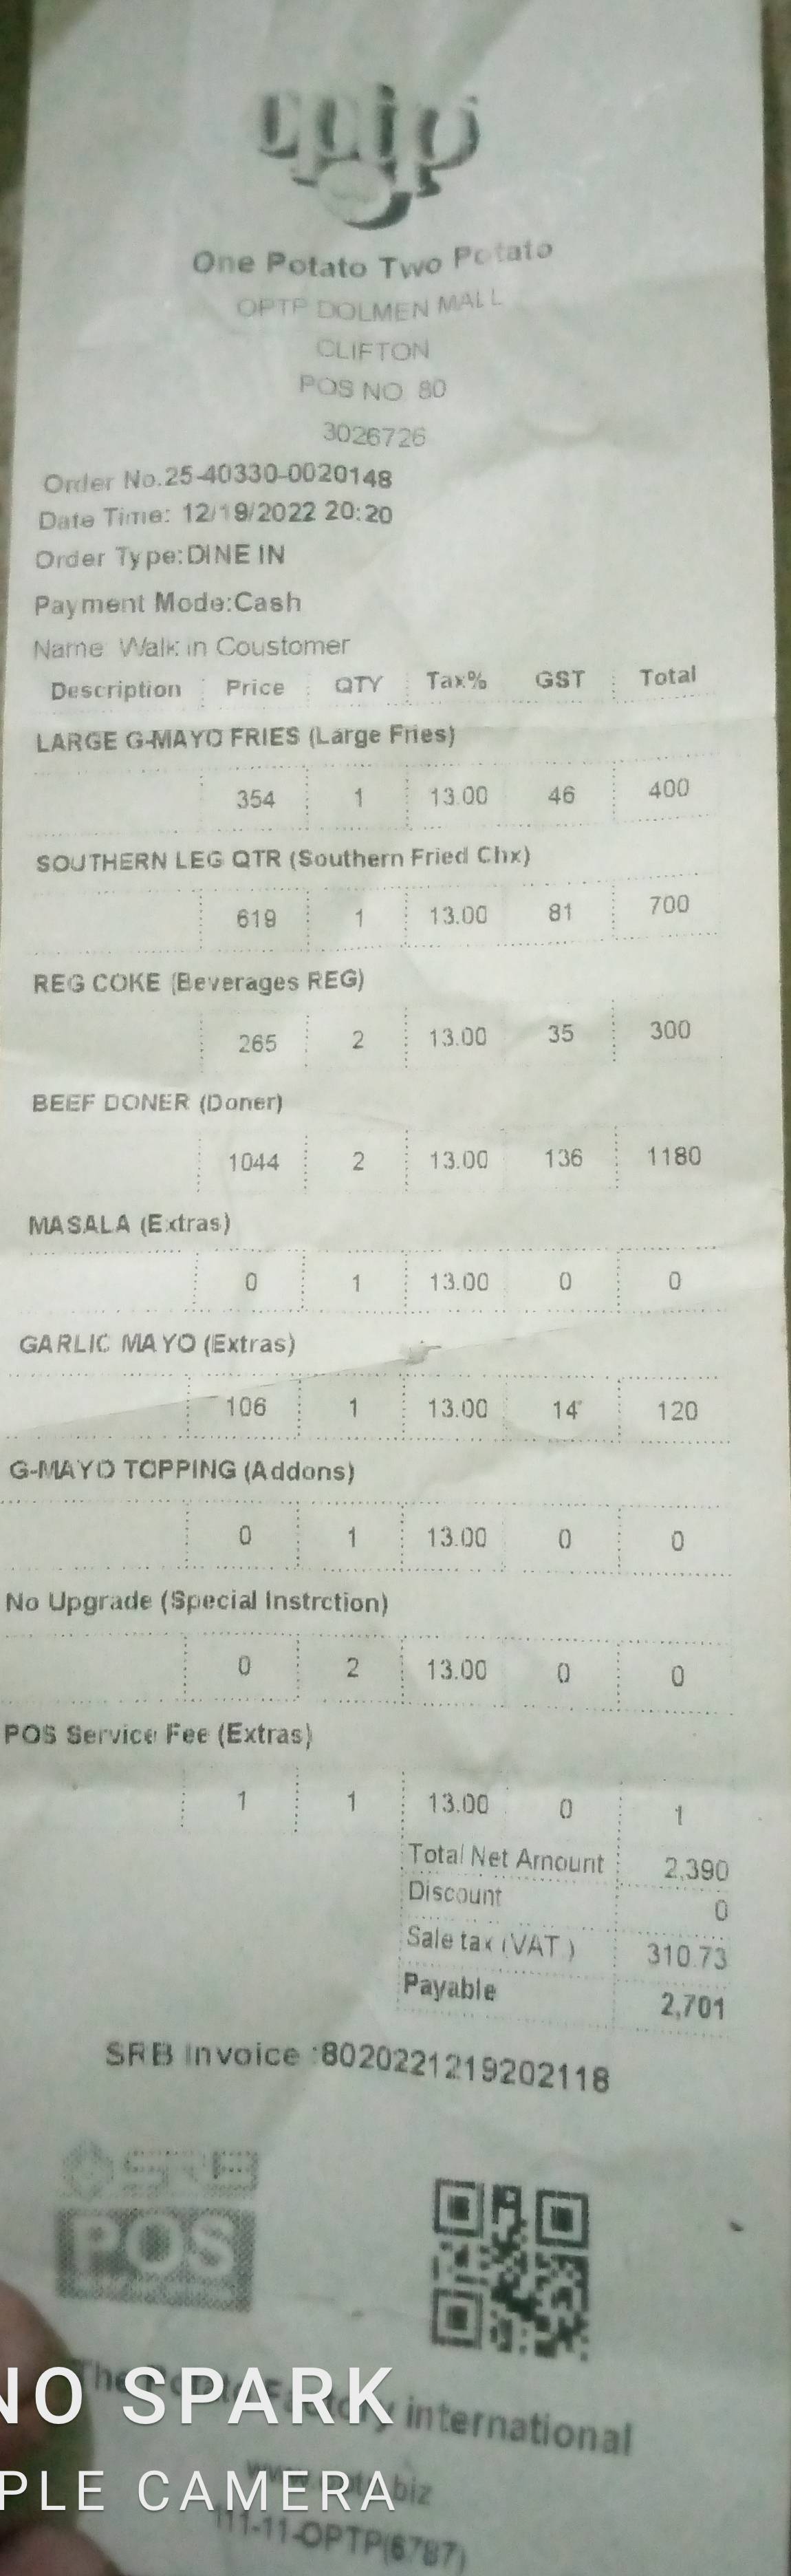 One Potato Two Potato
OPTP DOLMEN MALL
CLIFTON
POS NO 80
3026726
Order No.25-40330-0020148
Date Time: 12/19/2022 20:20
Order Type:DINE IN
Payment Mode:Cash
Name Walk in Coustomer
Description Price QTY Tax% GST Total
LARGE G-MAYO FRIES (Large Fries)
354 1 13.00 46 400
SOUTHERN LEG QTR (Southern Fried Chx)
619 1 13.00 81 700
REG COKE (Beverages REG)
265 2 13.00 35 300
BEEF DONER (Doner)
1044 2 13.00 136 1180
MASALA (Extras)
0 1 13.00 0 0
GARLIC MAYO (Extras)
106 1 13.00 14 120
G-MAYO TOPPING (Addons)
0 1 13.00 0 0
No Upgrade (Special Instrction)
0 2 13.00 0 0
POS Service Fee (Extras)
1 1 13.00 0 1
Total Net Amount 2,390
Discount 0
Sale tax (VAT ) 310.73
Payable 2,701
SRB Invoice :8020221219202118
SRB
POS
The Potato Factory international
NO SPARK
PLE CAMERA
111-11-OPTP(6787)